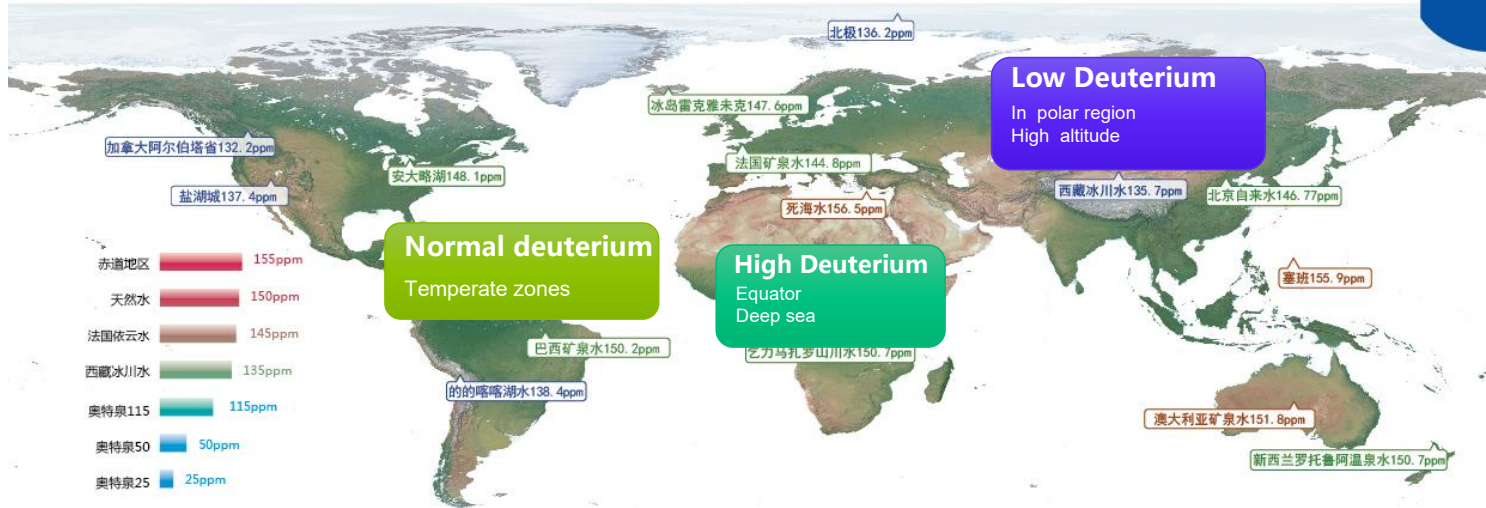 北极136.2ppm
Low Deuterium
In polar region
High altitude
冰岛雷克雅未克147.6ppm
加拿大阿尔伯塔省132.2ppm
法国矿泉水144.8ppm
安大略湖148.1ppm
盐湖城137.4ppm
西藏冰川水135.7ppm
北京自来水146.77ppm
死海水156.5ppm
Normal deuterium
Temperate zones
High Deuterium
Equator
Deep sea
塞班155.9ppm
赤道地区 155ppm
天然水 150ppm
法国依云水 145ppm
西藏冰川水 135ppm
奥特泉115 115ppm
奥特泉50 50ppm
奥特泉25 25ppm
巴西矿泉水150.2ppm
乞力马扎罗山川水150.7ppm
的的喀喀湖水138.4ppm
澳大利亚矿泉水151.8ppm
新西兰罗托鲁阿温泉水150.7ppm